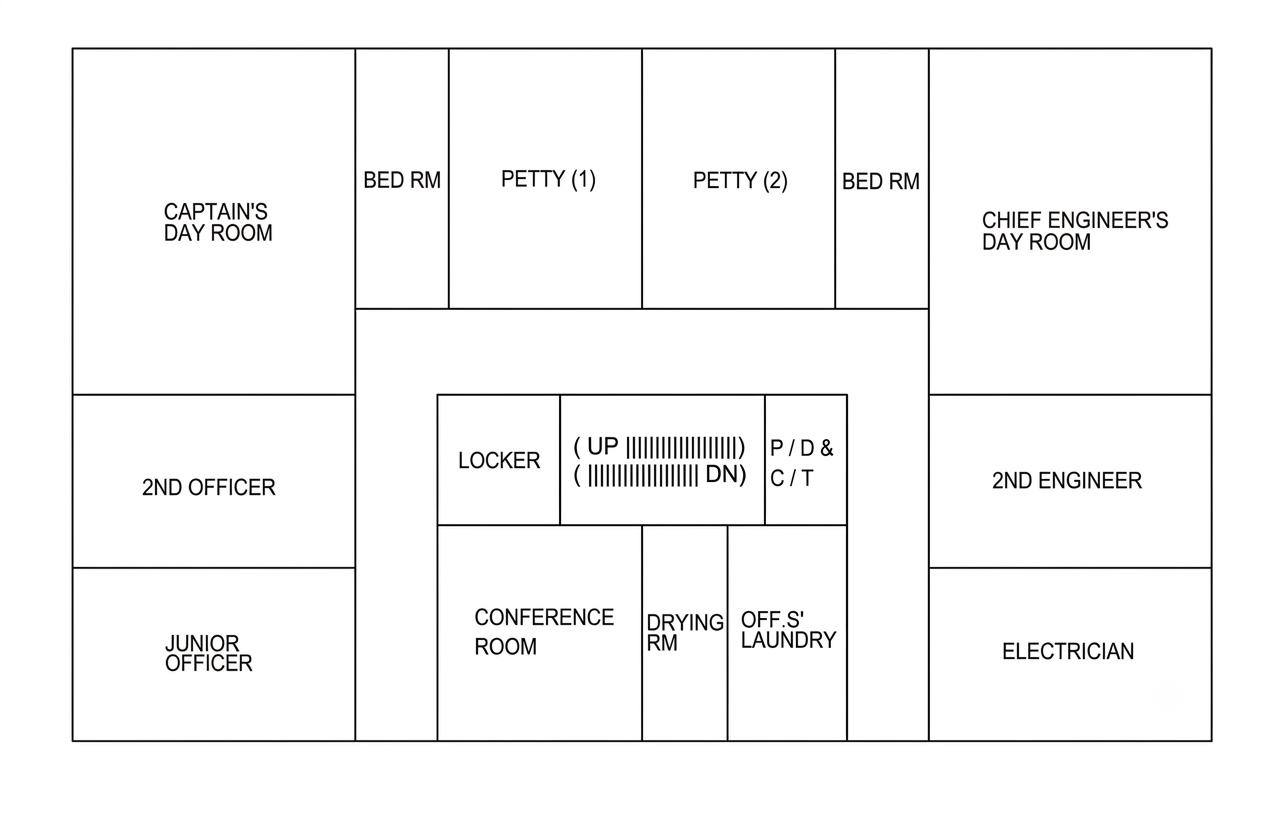 BED RM
PETTY (1)
PETTY (2)
BED RM
CAPTAIN'S
DAY ROOM
CHIEF ENGINEER'S
DAY ROOM
LOCKER
( UP |||||||||||||||||||)
( ||||||||||||||||||| DN)
P / D &
C / T
2ND OFFICER
2ND ENGINEER
CONFERENCE
ROOM
DRYING
RM
OFF.S'
LAUNDRY
JUNIOR
OFFICER
ELECTRICIAN